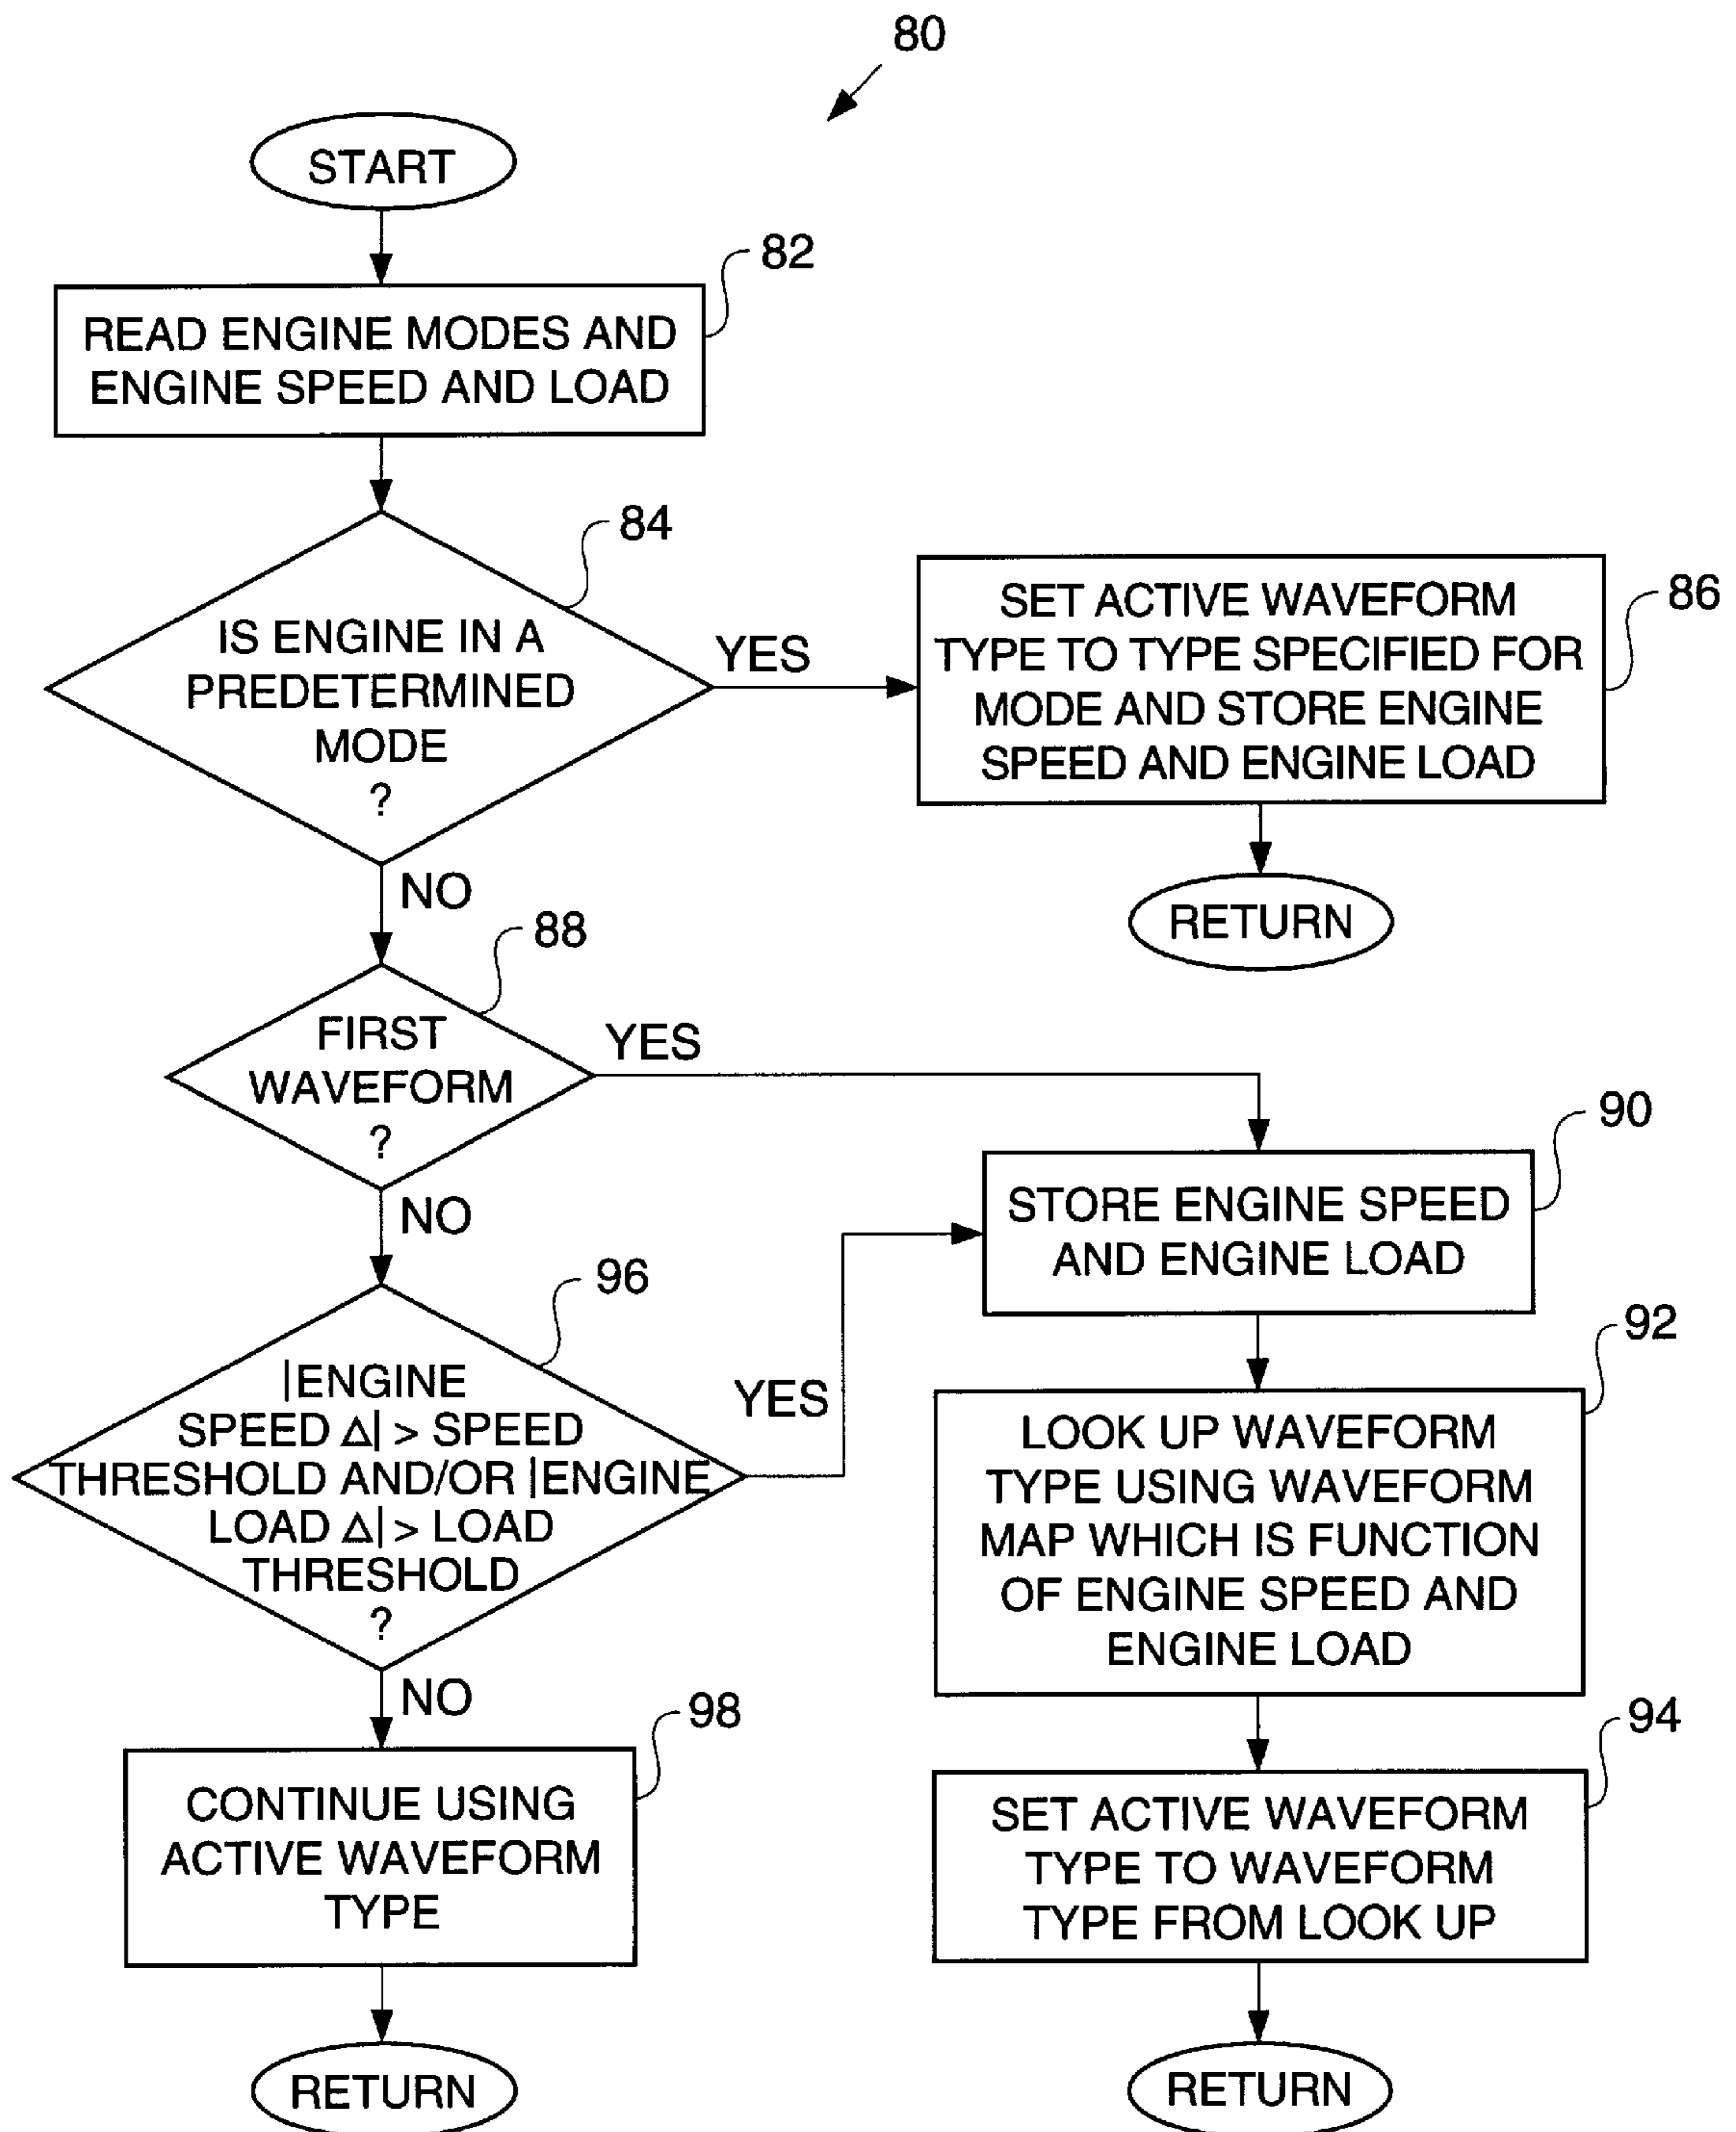 80
START
82
READ ENGINE MODES AND
ENGINE SPEED AND LOAD
84
IS ENGINE IN A
PREDETERMINED
MODE
?
YES
86
SET ACTIVE WAVEFORM
TYPE TO TYPE SPECIFIED FOR
MODE AND STORE ENGINE
SPEED AND ENGINE LOAD
RETURN
NO
88
FIRST
WAVEFORM
?
YES
90
STORE ENGINE SPEED
AND ENGINE LOAD
NO
96
|ENGINE
SPEED Δ| > SPEED
THRESHOLD AND/OR |ENGINE
LOAD Δ| > LOAD
THRESHOLD
?
YES
92
LOOK UP WAVEFORM
TYPE USING WAVEFORM
MAP WHICH IS FUNCTION
OF ENGINE SPEED AND
ENGINE LOAD
NO
98
CONTINUE USING
ACTIVE WAVEFORM
TYPE
94
SET ACTIVE WAVEFORM
TYPE TO WAVEFORM
TYPE FROM LOOK UP
RETURN
RETURN